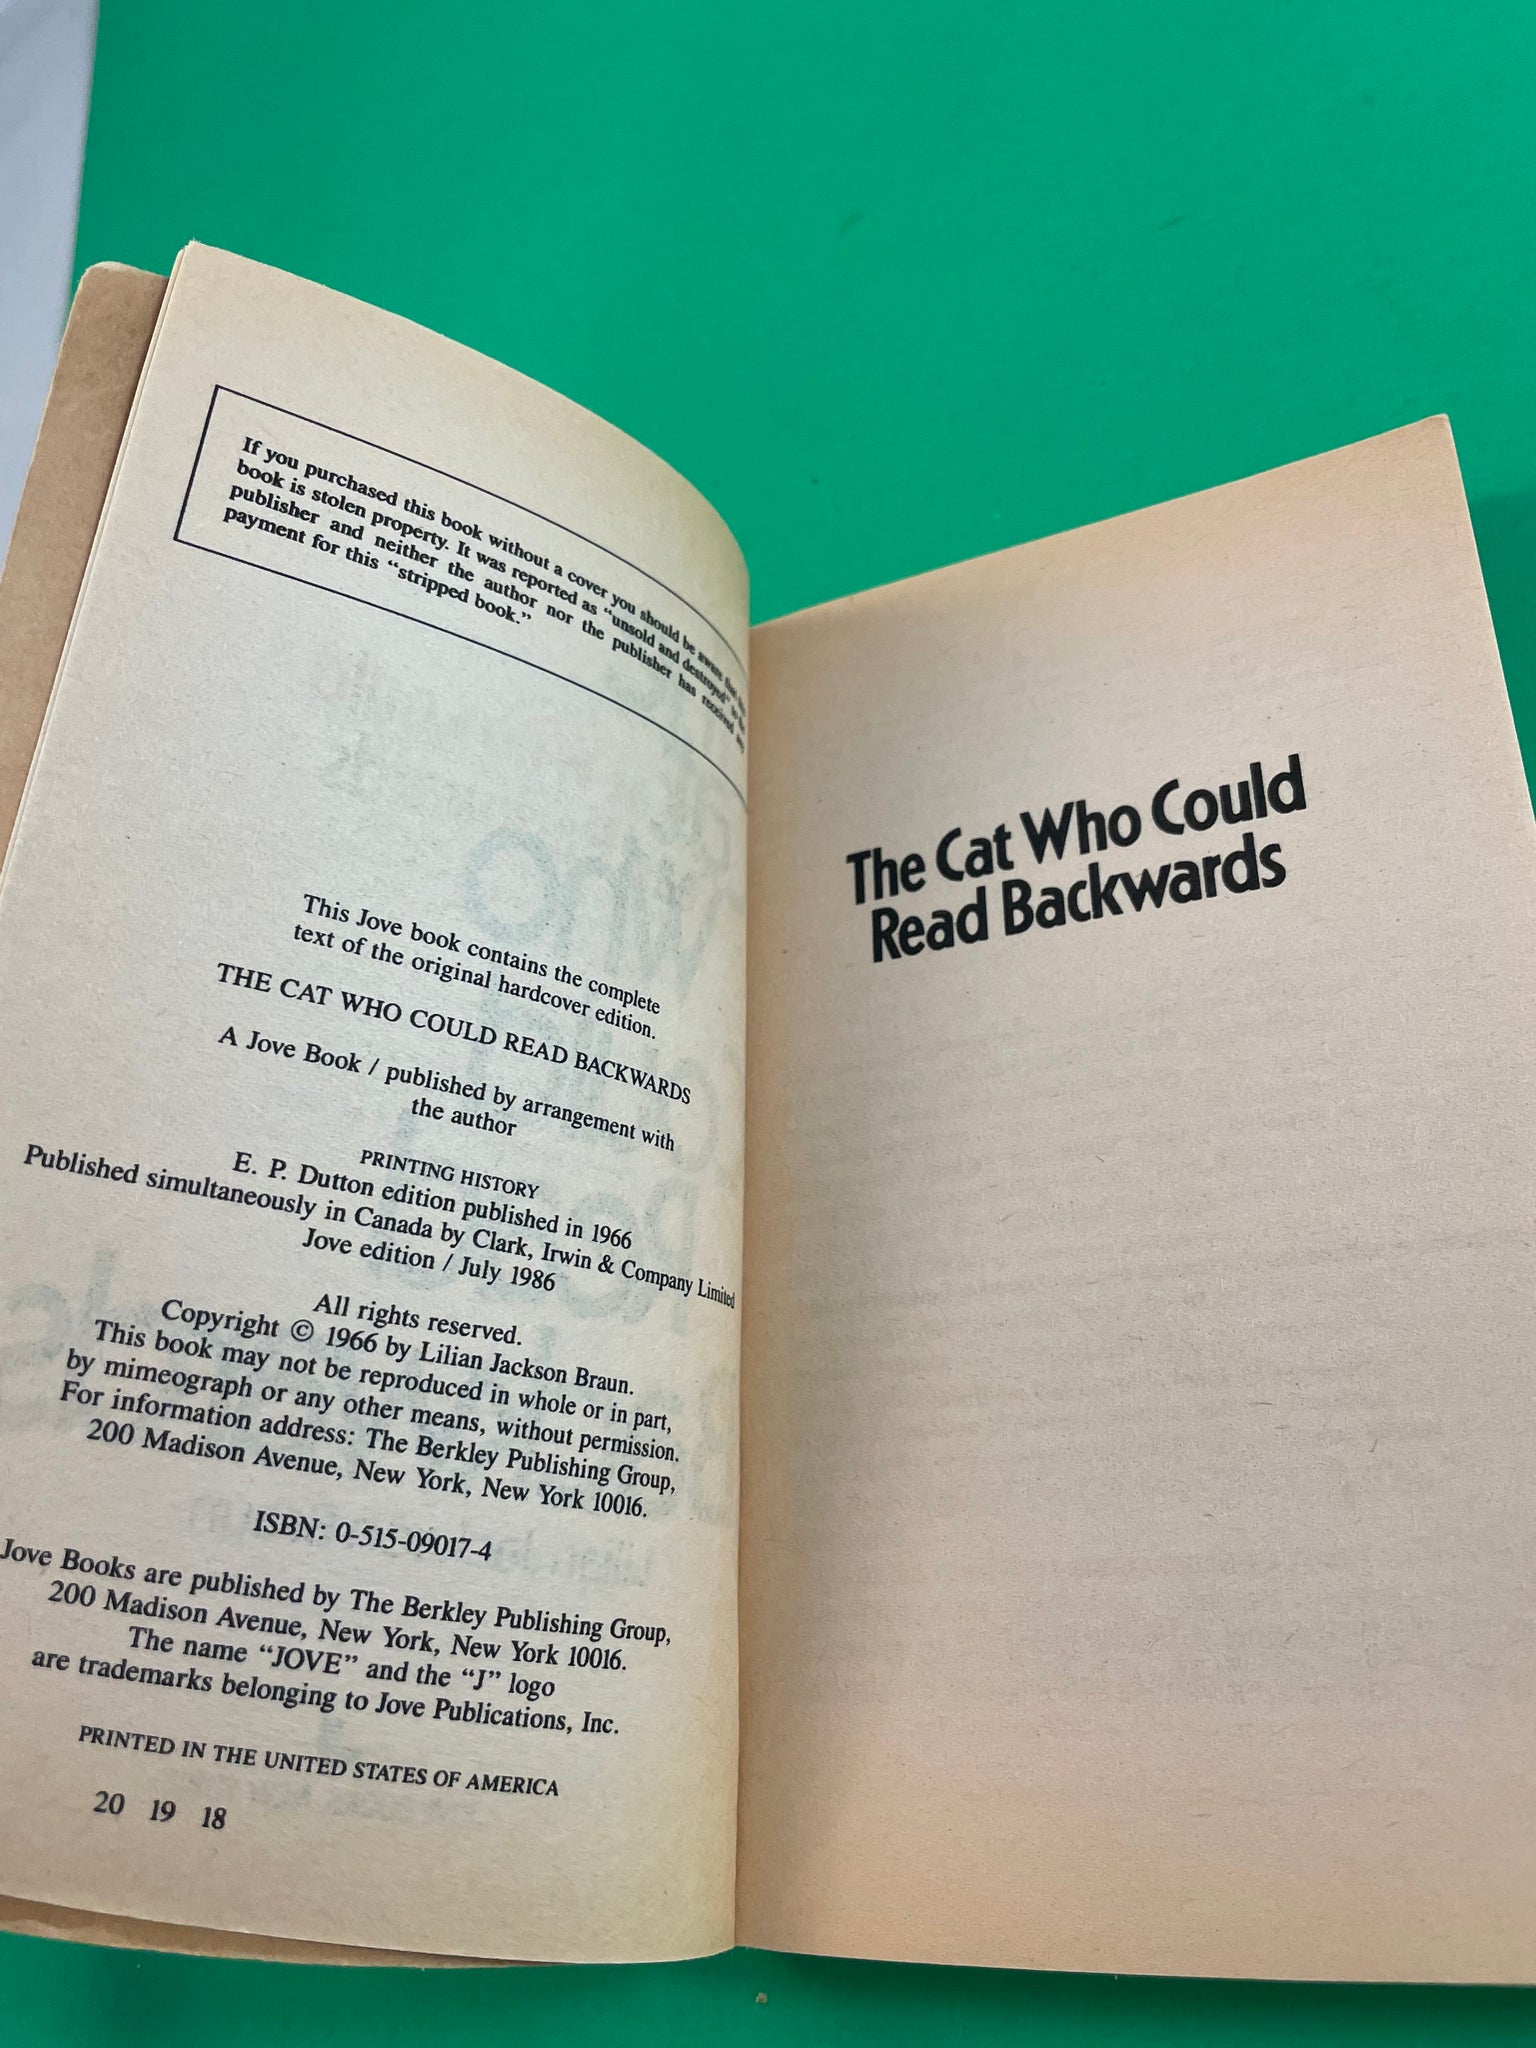 If you purchased this book without a cover you should be aware that this
book is stolen property. It was reported as “unsold and destroyed” to the
publisher and neither the author nor the publisher has received any
payment for this “stripped book.”
This Jove book contains the complete
text of the original hardcover edition.
THE CAT WHO COULD READ BACKWARDS
A Jove Book / published by arrangement with
the author
PRINTING HISTORY
E. P. Dutton edition published in 1966
Published simultaneously in Canada by Clark, Irwin & Company Limited
Jove edition / July 1986
All rights reserved.
Copyright © 1966 by Lilian Jackson Braun.
This book may not be reproduced in whole or in part,
by mimeograph or any other means, without permission.
For information address: The Berkley Publishing Group,
200 Madison Avenue, New York, New York 10016.
ISBN: 0-515-09017-4
Jove Books are published by The Berkley Publishing Group,
200 Madison Avenue, New York, New York 10016.
The name “JOVE” and the “J” logo
are trademarks belonging to Jove Publications, Inc.
PRINTED IN THE UNITED STATES OF AMERICA
20 19 18
The Cat Who Could
Read Backwards